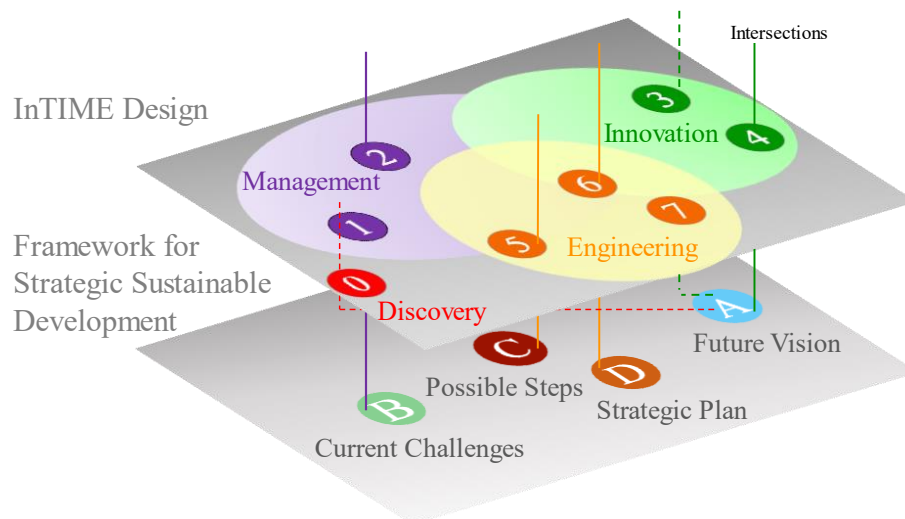 Intersections
InTIME Design
3
Innovation
4
2
Management
6
7
1
5
Engineering
Framework for
Strategic Sustainable
Development
0
Discovery
A
Future Vision
C
Possible Steps
D
Strategic Plan
B
Current Challenges